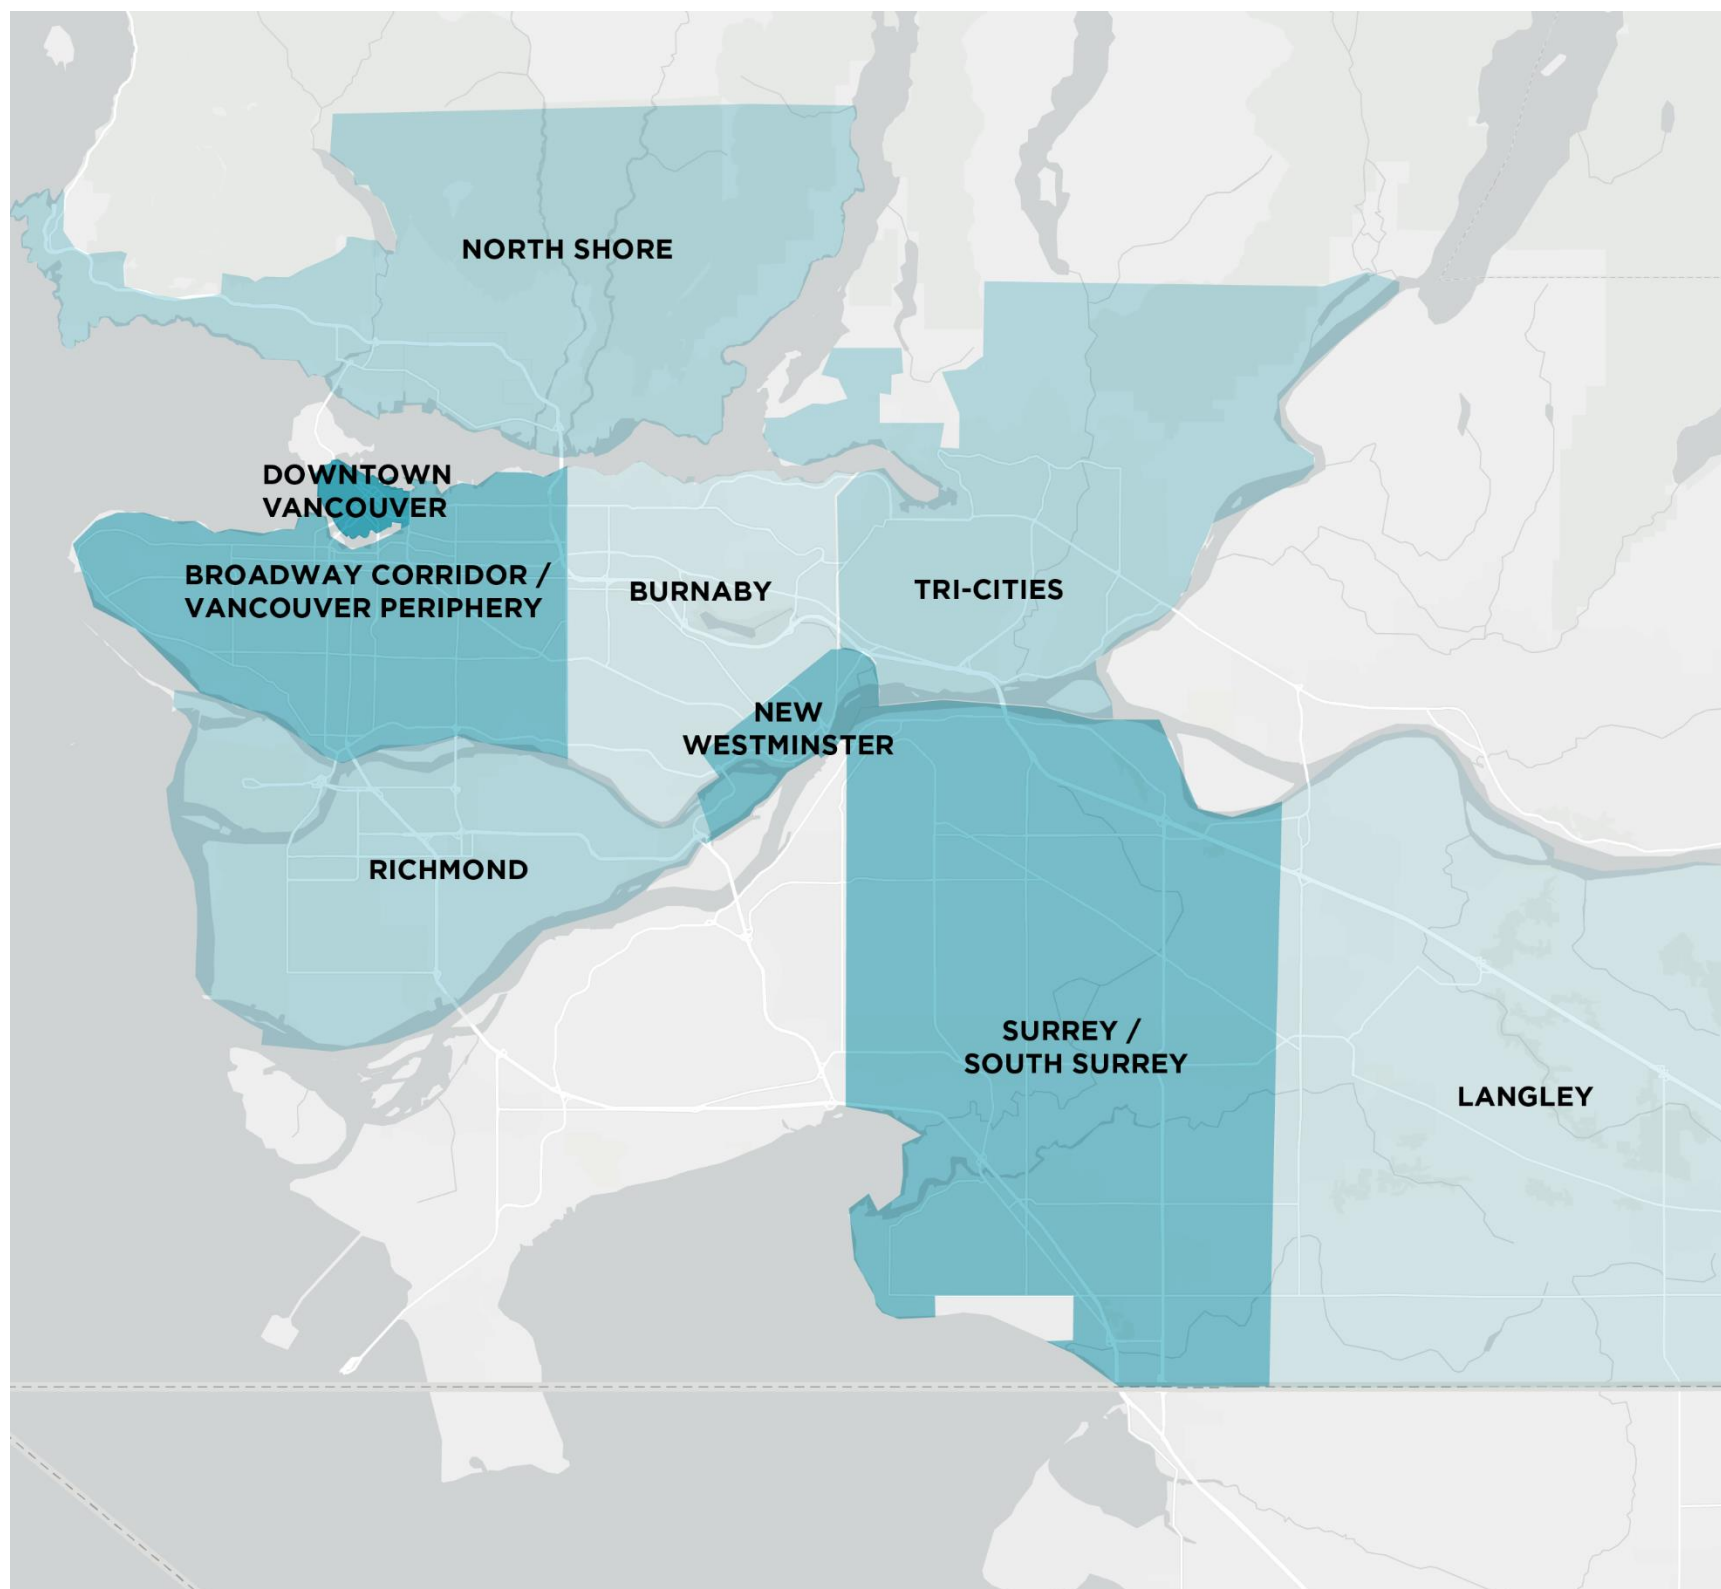 NORTH SHORE
DOWNTOWN
VANCOUVER
BROADWAY CORRIDOR /
VANCOUVER PERIPHERY
BURNABY
TRI-CITIES
NEW
WESTMINSTER
RICHMOND
SURREY /
SOUTH SURREY
LANGLEY